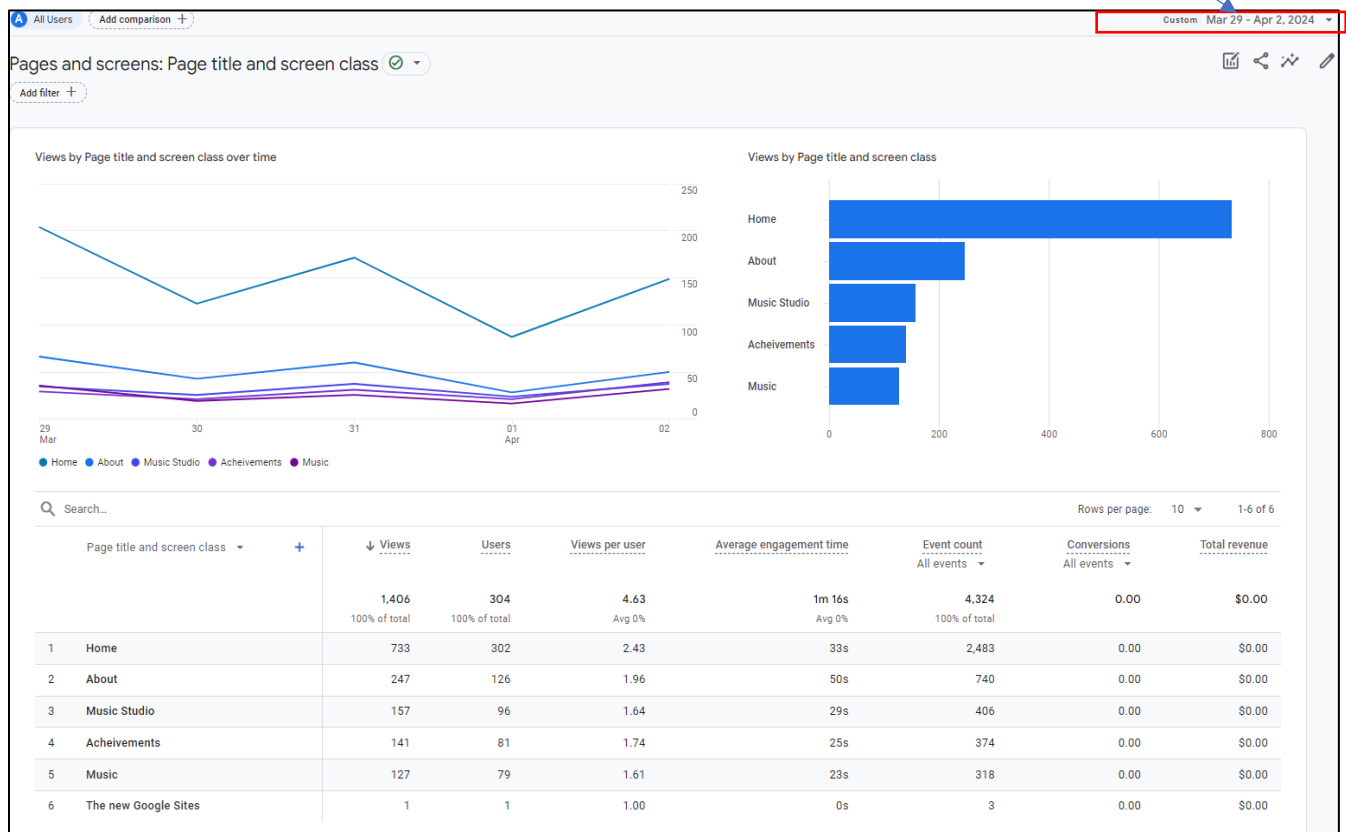 A All Users Add comparison + Custom Mar 29 - Apr 2, 2024
Pages and screens: Page title and screen class
Add filter +
Views by Page title and screen class over time
250
200
150
100
50
0
29 Mar
30
31
01 Apr
02
Home About Music Studio Acheivements Music
Views by Page title and screen class
Home
About
Music Studio
Acheivements
Music
0 200 400 600 800
Search... Rows per page: 10 1-6 of 6
Page title and screen class + ↓ Views Users Views per user Average engagement time Event count Conversions Total revenue
All events All events
1,406 304 4.63 1m 16s 4,324 0.00 $0.00
100% of total 100% of total Avg 0% Avg 0% 100% of total
1 Home 733 302 2.43 33s 2,483 0.00 $0.00
2 About 247 126 1.96 50s 740 0.00 $0.00
3 Music Studio 157 96 1.64 29s 406 0.00 $0.00
4 Acheivements 141 81 1.74 25s 374 0.00 $0.00
5 Music 127 79 1.61 23s 318 0.00 $0.00
6 The new Google Sites 1 1 1.00 0s 3 0.00 $0.00